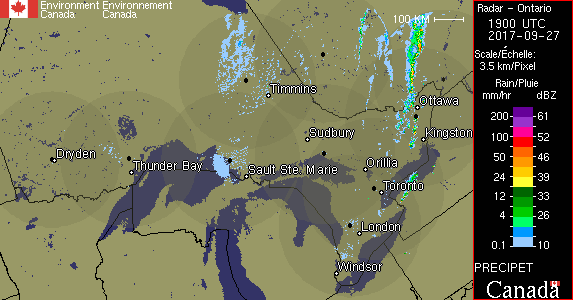 Environment Environnement
Canada Canada
100 KM
Timmins
Ottawa
Sudbury
Kingston
Dryden
Thunder Bay
Sault Ste. Marie
Orillia
Toronto
London
Windsor
Radar - Ontario
1900 UTC
2017-09-27
Scale/Échelle:
3.5 km/Pixel
Rain/Pluie
mm/hr dBZ
200 61
100 52
50 46
24 39
12 33
4 26
0.1 10
PRECIPET
Canada